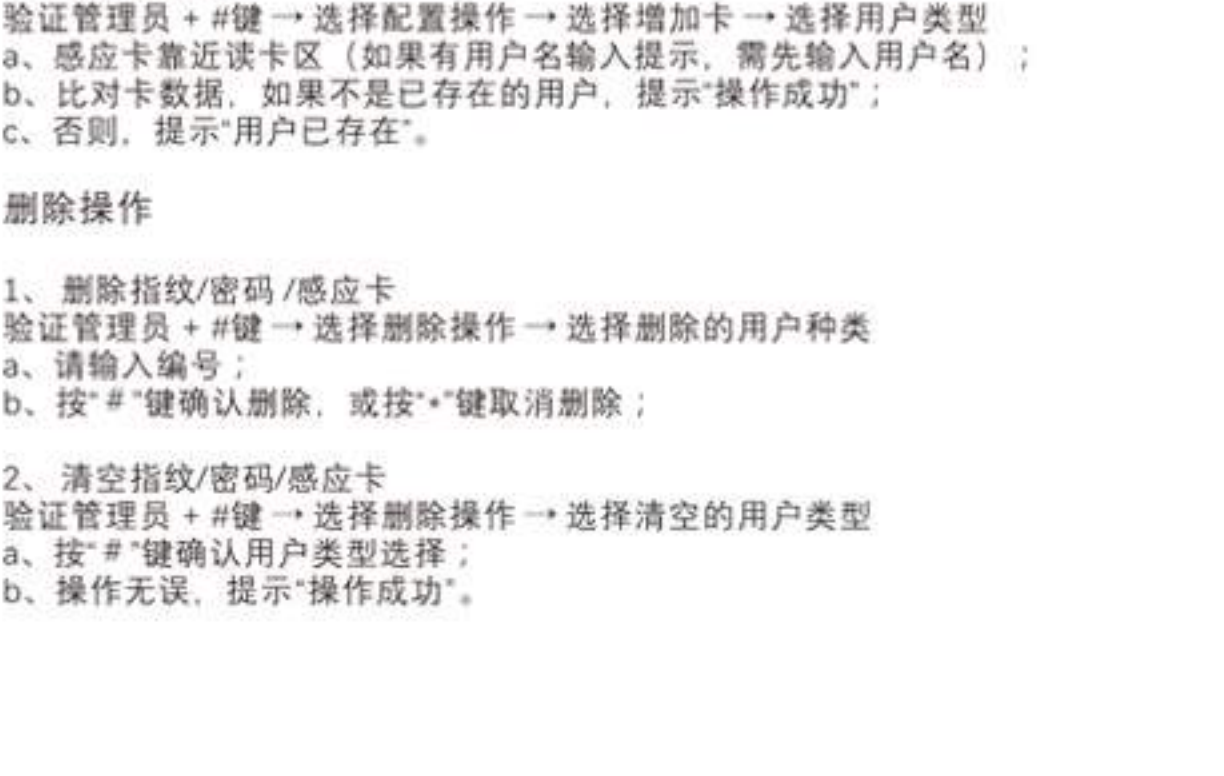 验证管理员 + #键 → 选择配置操作 → 选择增加卡 → 选择用户类型
a、感应卡靠近读卡区（如果有用户名输入提示，需先输入用户名）；
b、比对卡数据，如果不是已存在的用户，提示“操作成功”；
c、否则，提示“用户已存在”。
删除操作
1、 删除指纹/密码 /感应卡
验证管理员 + #键 → 选择删除操作 → 选择删除的用户种类
a、请输入编号；
b、按“ # ”键确认删除，或按“*”键取消删除；
2、 清空指纹/密码/感应卡
验证管理员 + #键 → 选择删除操作 → 选择清空的用户类型
a、按“ # ”键确认用户类型选择；
b、操作无误，提示“操作成功”。